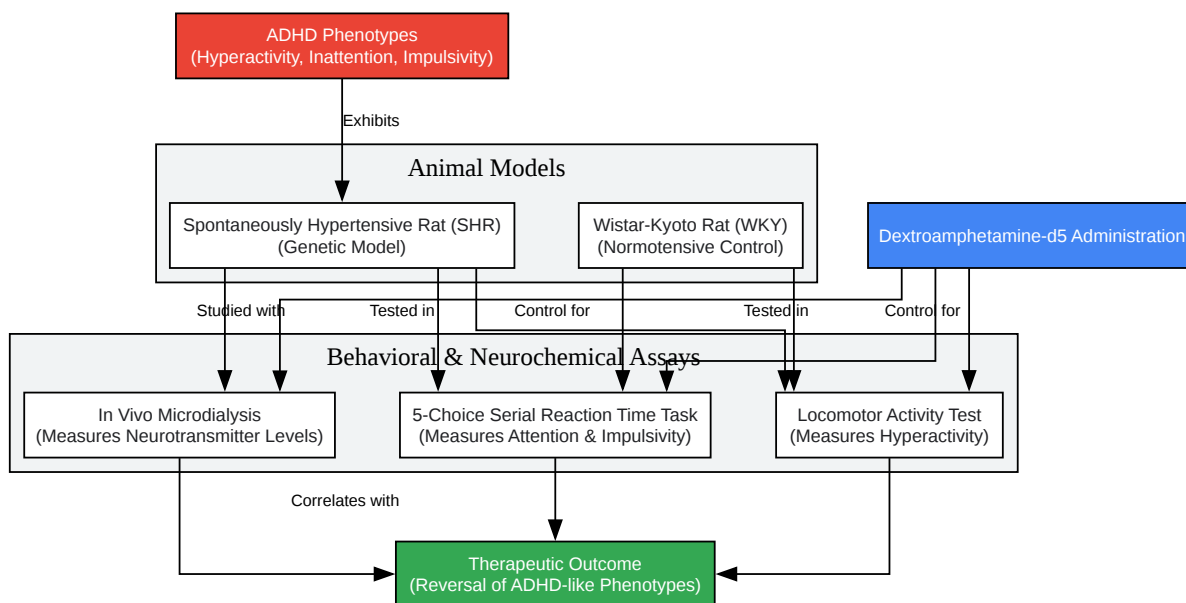 ADHD Phenotypes
(Hyperactivity, Inattention, Impulsivity)
Exhibits
Animal Models
Spontaneously Hypertensive Rat (SHR)
(Genetic Model)
Wistar-Kyoto Rat (WKY)
(Normotensive Control)
Dextroamphetamine-d5 Administration
Studied with
Tested in
Control for
Tested in
Control for
Behavioral & Neurochemical Assays
In Vivo Microdialysis
(Measures Neurotransmitter Levels)
5-Choice Serial Reaction Time Task
(Measures Attention & Impulsivity)
Locomotor Activity Test
(Measures Hyperactivity)
Correlates with
Therapeutic Outcome
(Reversal of ADHD-like Phenotypes)